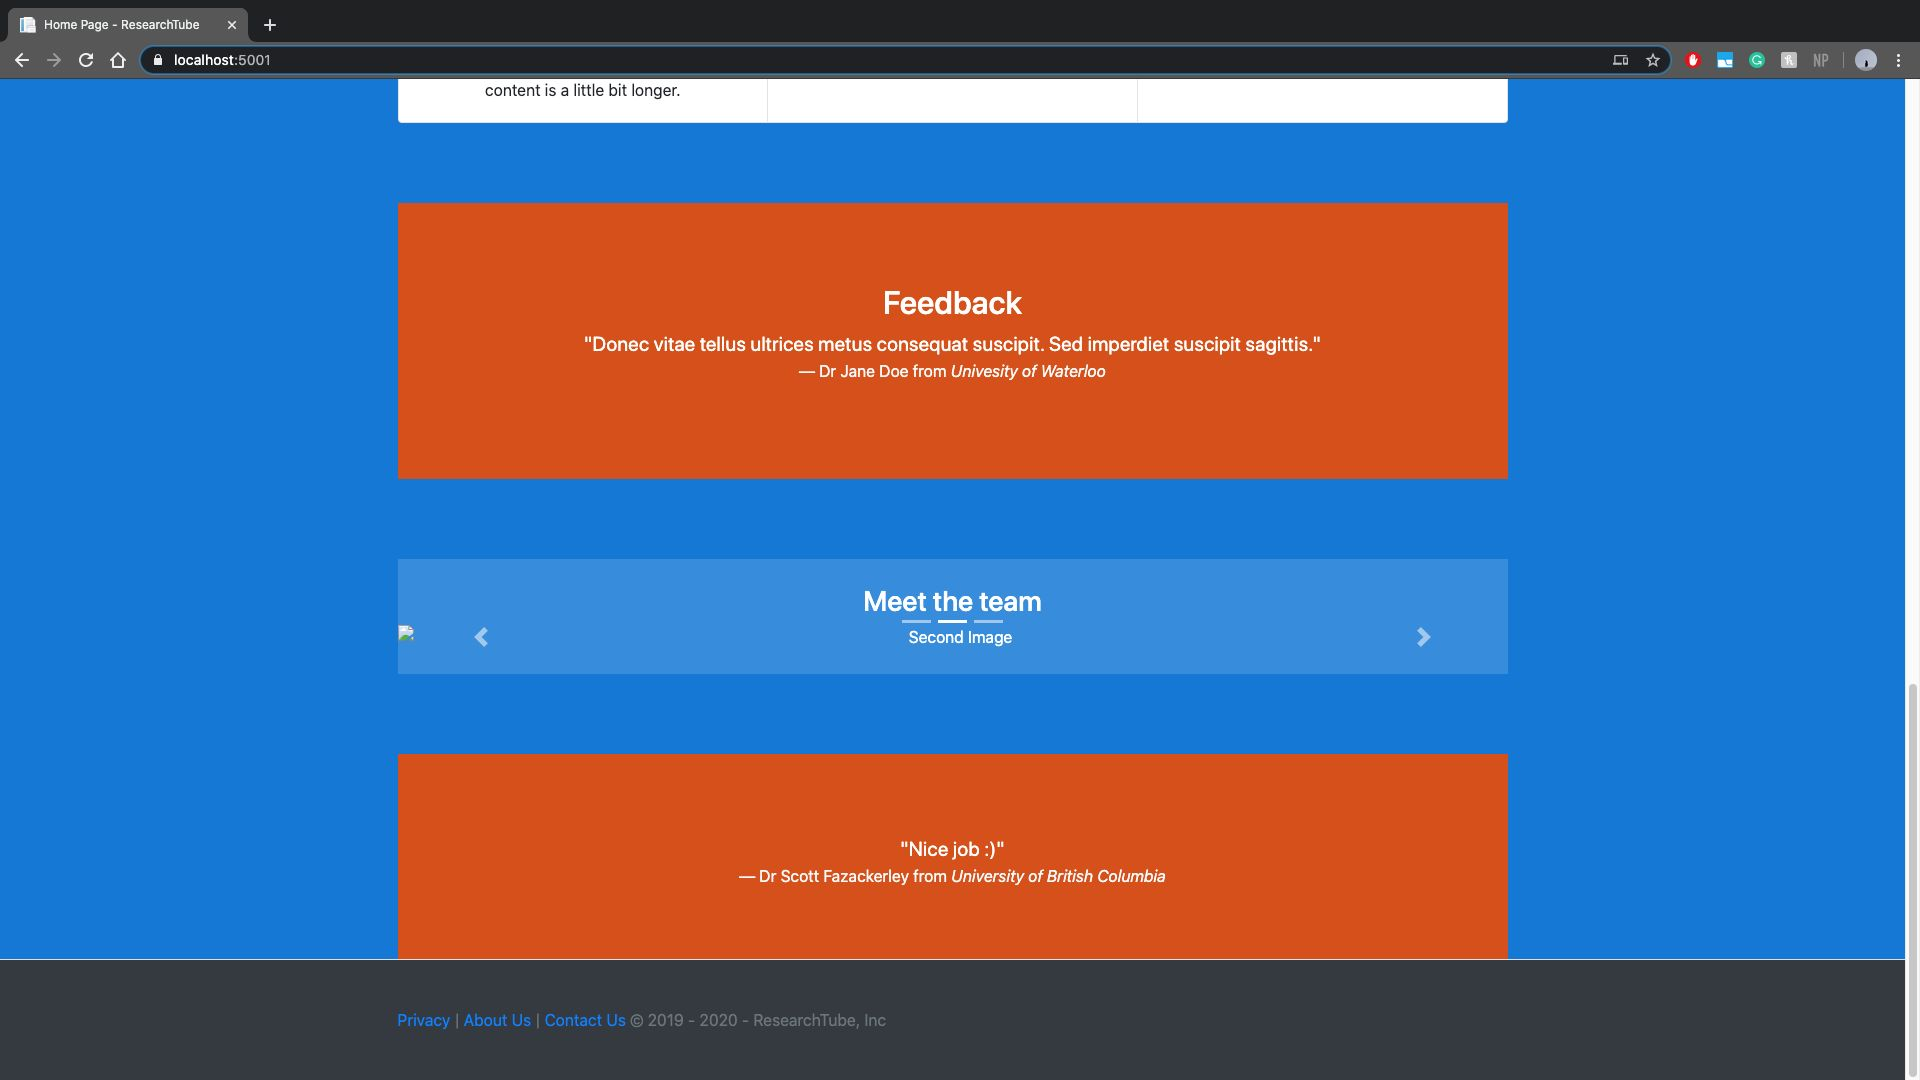 Home Page - ResearchTube
localhost:5001
NP
content is a little bit longer.
Feedback
"Donec vitae tellus ultrices metus consequat suscipit. Sed imperdiet suscipit sagittis."
— Dr Jane Doe from Univesity of Waterloo
Meet the team
Second Image
"Nice job :)"
— Dr Scott Fazackerley from University of British Columbia
Privacy | About Us | Contact Us © 2019 - 2020 - ResearchTube, Inc